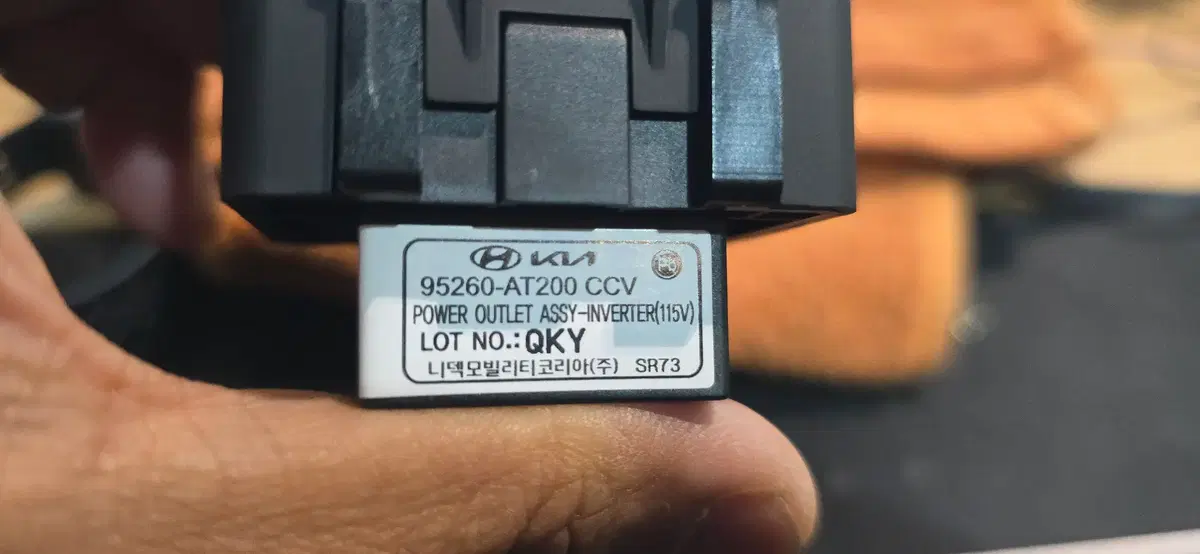 KIA
95260-AT200 CCV
POWER OUTLET ASSY-INVERTER(115V)
LOT NO.: QKY
니덱모빌리티코리아(주) SR73